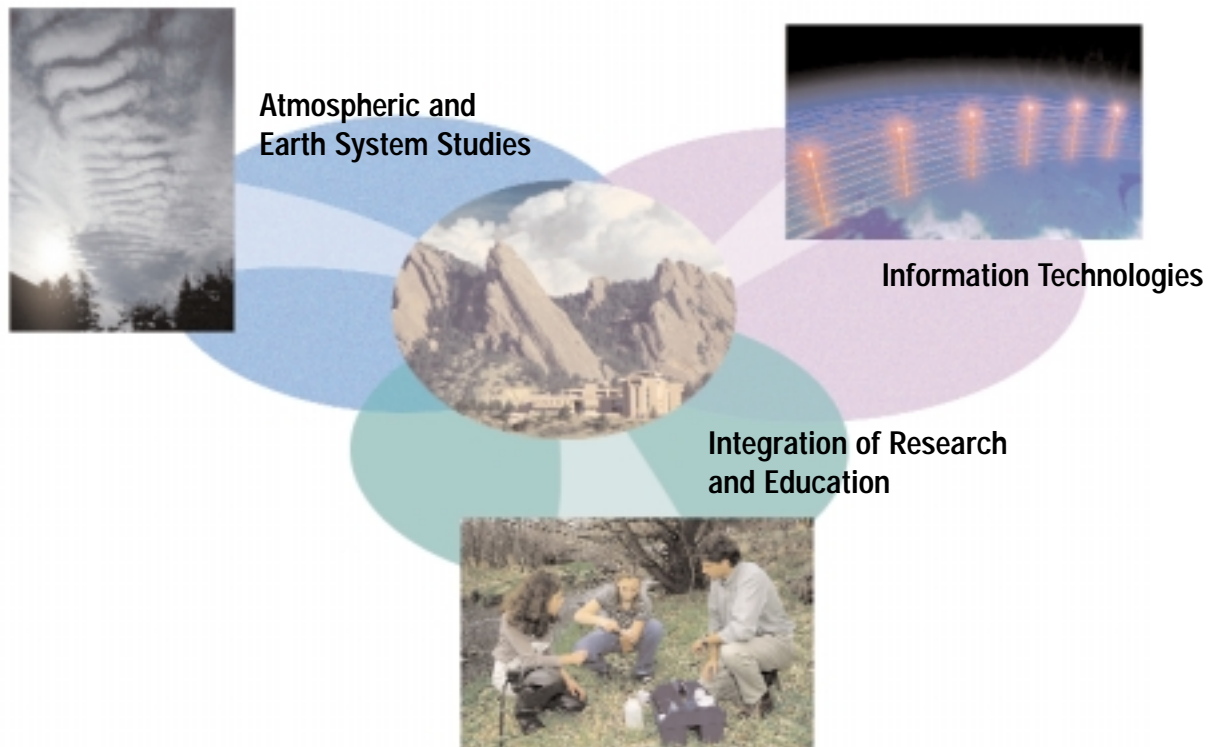 Atmospheric and
Earth System Studies
Information Technologies
Integration of Research
and Education